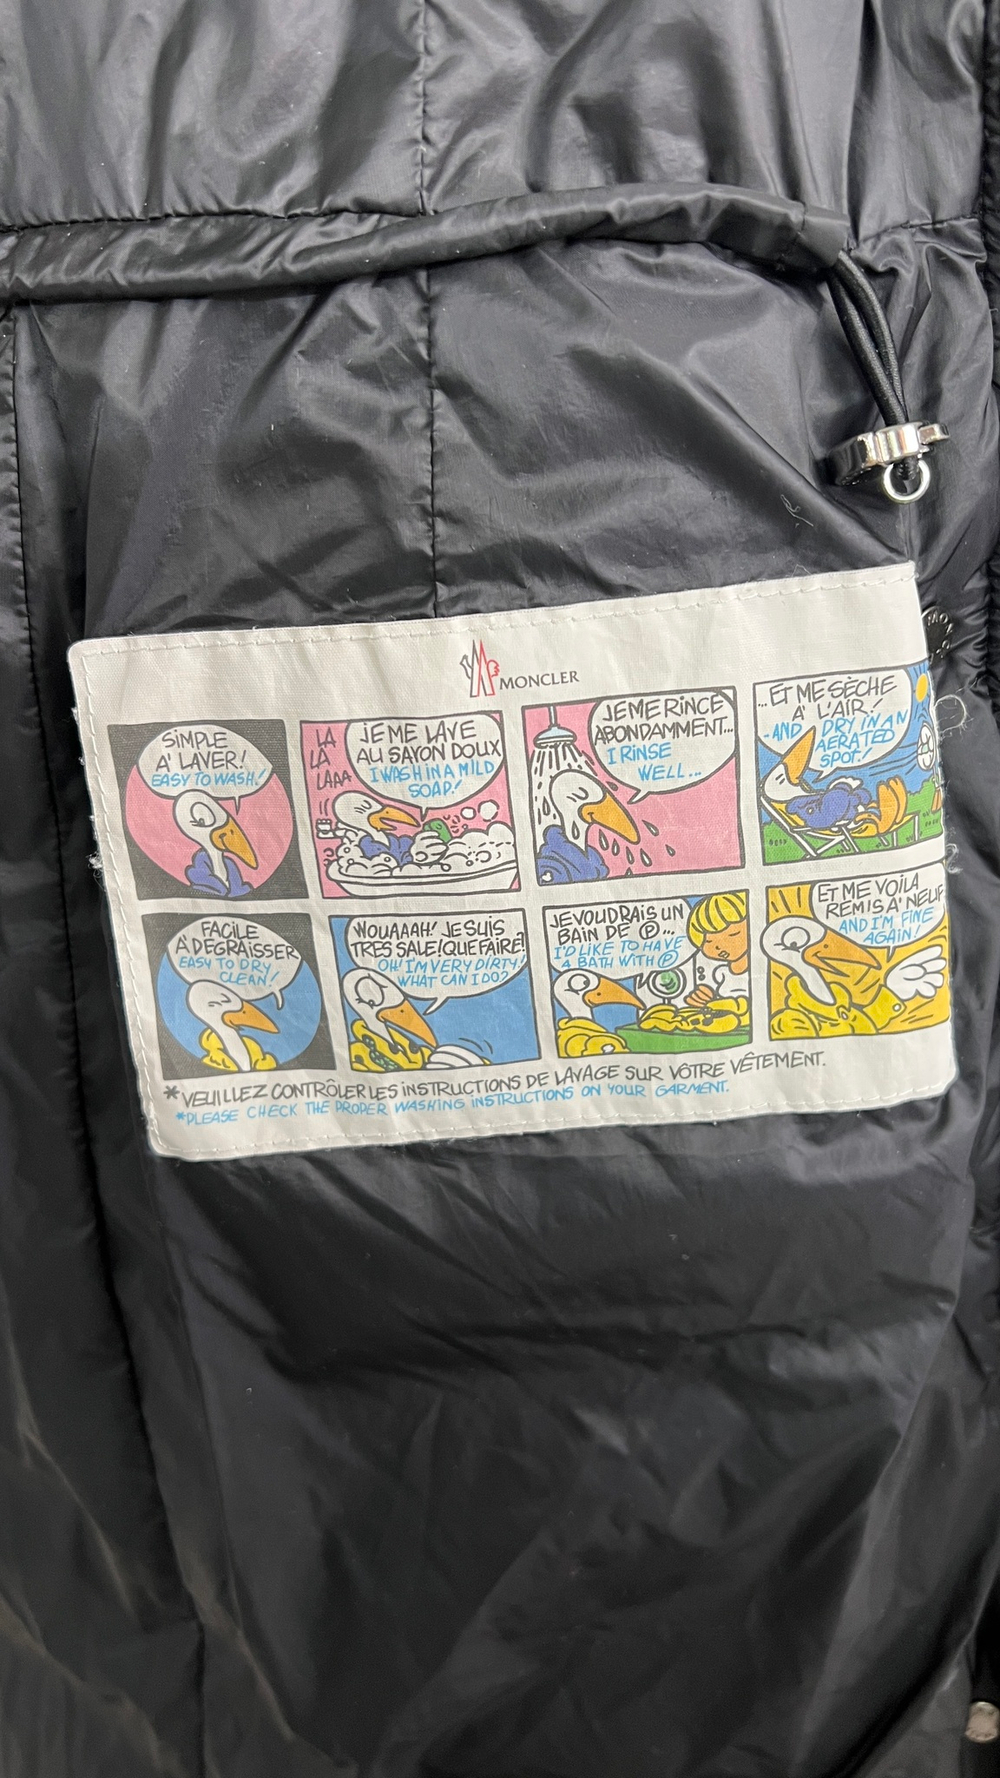 MONCLER
SIMPLE
A' LAVER!
EASY TO WASH!
LA
LA
LAAA
JE ME LAVE
AU SAVON DOUX
I WASH IN A MILD
SOAP!
JE ME RINCE
ABONDAMMENT...
I RINSE
WELL...
...ET ME SÈCHE
A' L'AIR!
-AND DRY IN AN
AERATED
SPOT!
FACILE
A' DEGRAISSER
EASY TO DRY
CLEAN!
WOUAAAH! JE SUIS
TRES SALE! QUE FAIRE?
OH! I'M VERY DIRTY!
WHAT CAN I DO?
JE VOUDRAIS UN
BAIN DE Ⓟ...
I'D LIKE TO HAVE
A BATH WITH Ⓟ
ET ME VOILA
REMIS A' NEUF
AND I'M FINE
AGAIN!
*VEUILLEZ CONTRÔLER LES INSTRUCTIONS DE LAVAGE SUR VÔTRE VÊTEMENT.
*PLEASE CHECK THE PROPER WASHING INSTRUCTIONS ON YOUR GARMENT.